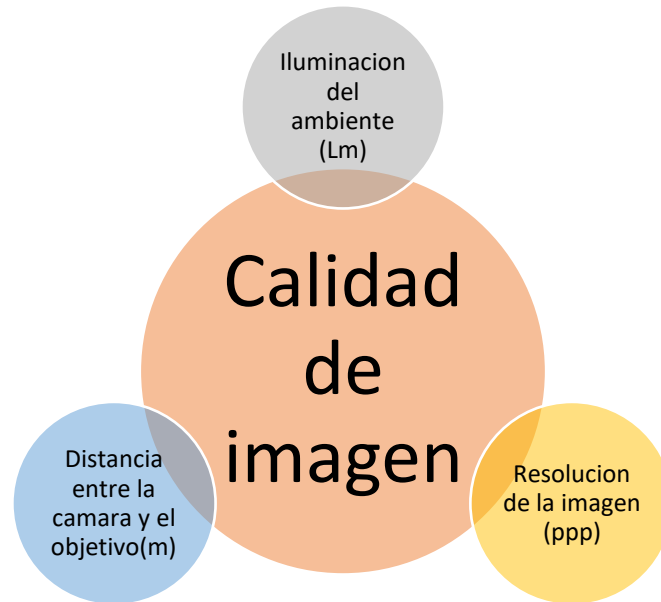 Iluminacion
del
ambiente
(Lm)
Calidad
de
imagen
Distancia
entre la
camara y el
objetivo(m)
Resolucion
de la imagen
(ppp)